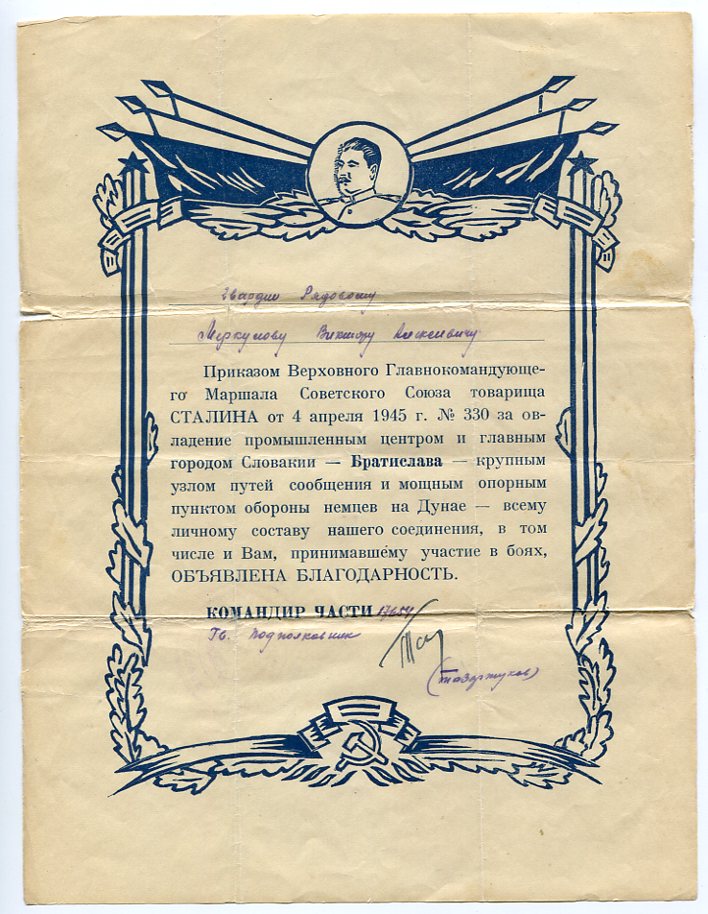 Гвардии Рядовому
Меркулову Виктору Алексеевичу
Приказом Верховного Главнокомандующе-
го Маршала Советского Союза товарища
СТАЛИНА от 4 апреля 1945 г. № 330 за ов-
ладение промышленным центром и главным
городом Словакии — Братислава — крупным
узлом путей сообщения и мощным опорным
пунктом обороны немцев на Дунае — всему
личному составу нашего соединения, в том
числе и Вам, принимавшему участие в боях,
ОБЪЯВЛЕНА БЛАГОДАРНОСТЬ.
КОМАНДИР ЧАСТИ
Гв. подполковник